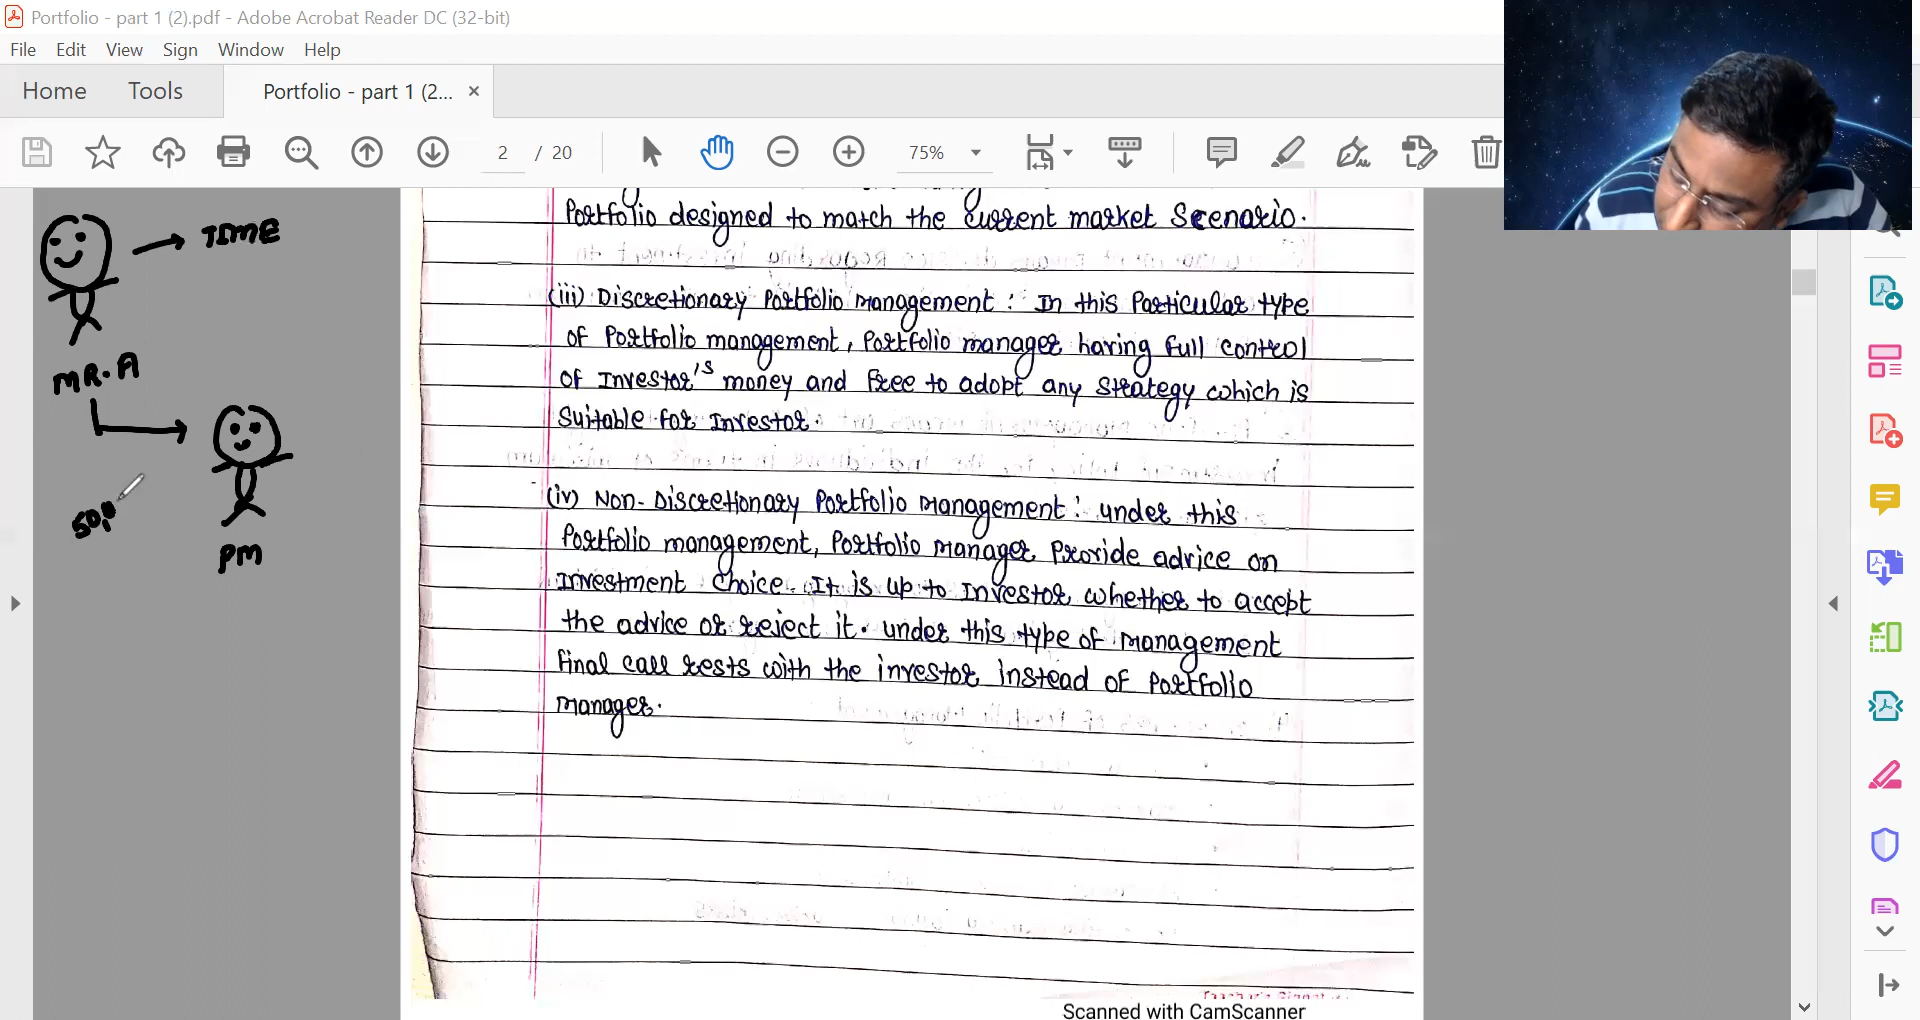 Portfolio - part 1 (2).pdf - Adobe Acrobat Reader DC (32-bit)
File Edit View Sign Window Help
Home Tools Portfolio - part 1 (2... ×
2 / 20 75%
TIME
MR. A
50,0
PM
Portfolio designed to match the current market Scenario.
(iii) Discretionary Portfolio management : In this Particular type
of Portfolio management, Portfolio manager having full control
of Investor's money and free to adopt any strategy which is
Suitable for Investor.
(iv) Non-Discretionary Portfolio management : under this
Portfolio management, Portfolio manager Provide advice on
Investment Choice. It is up to Investor whether to accept
the advice or reject it. under this type of management
final call rests with the investor instead of Portfolio
manager.
Scanned with CamScanner